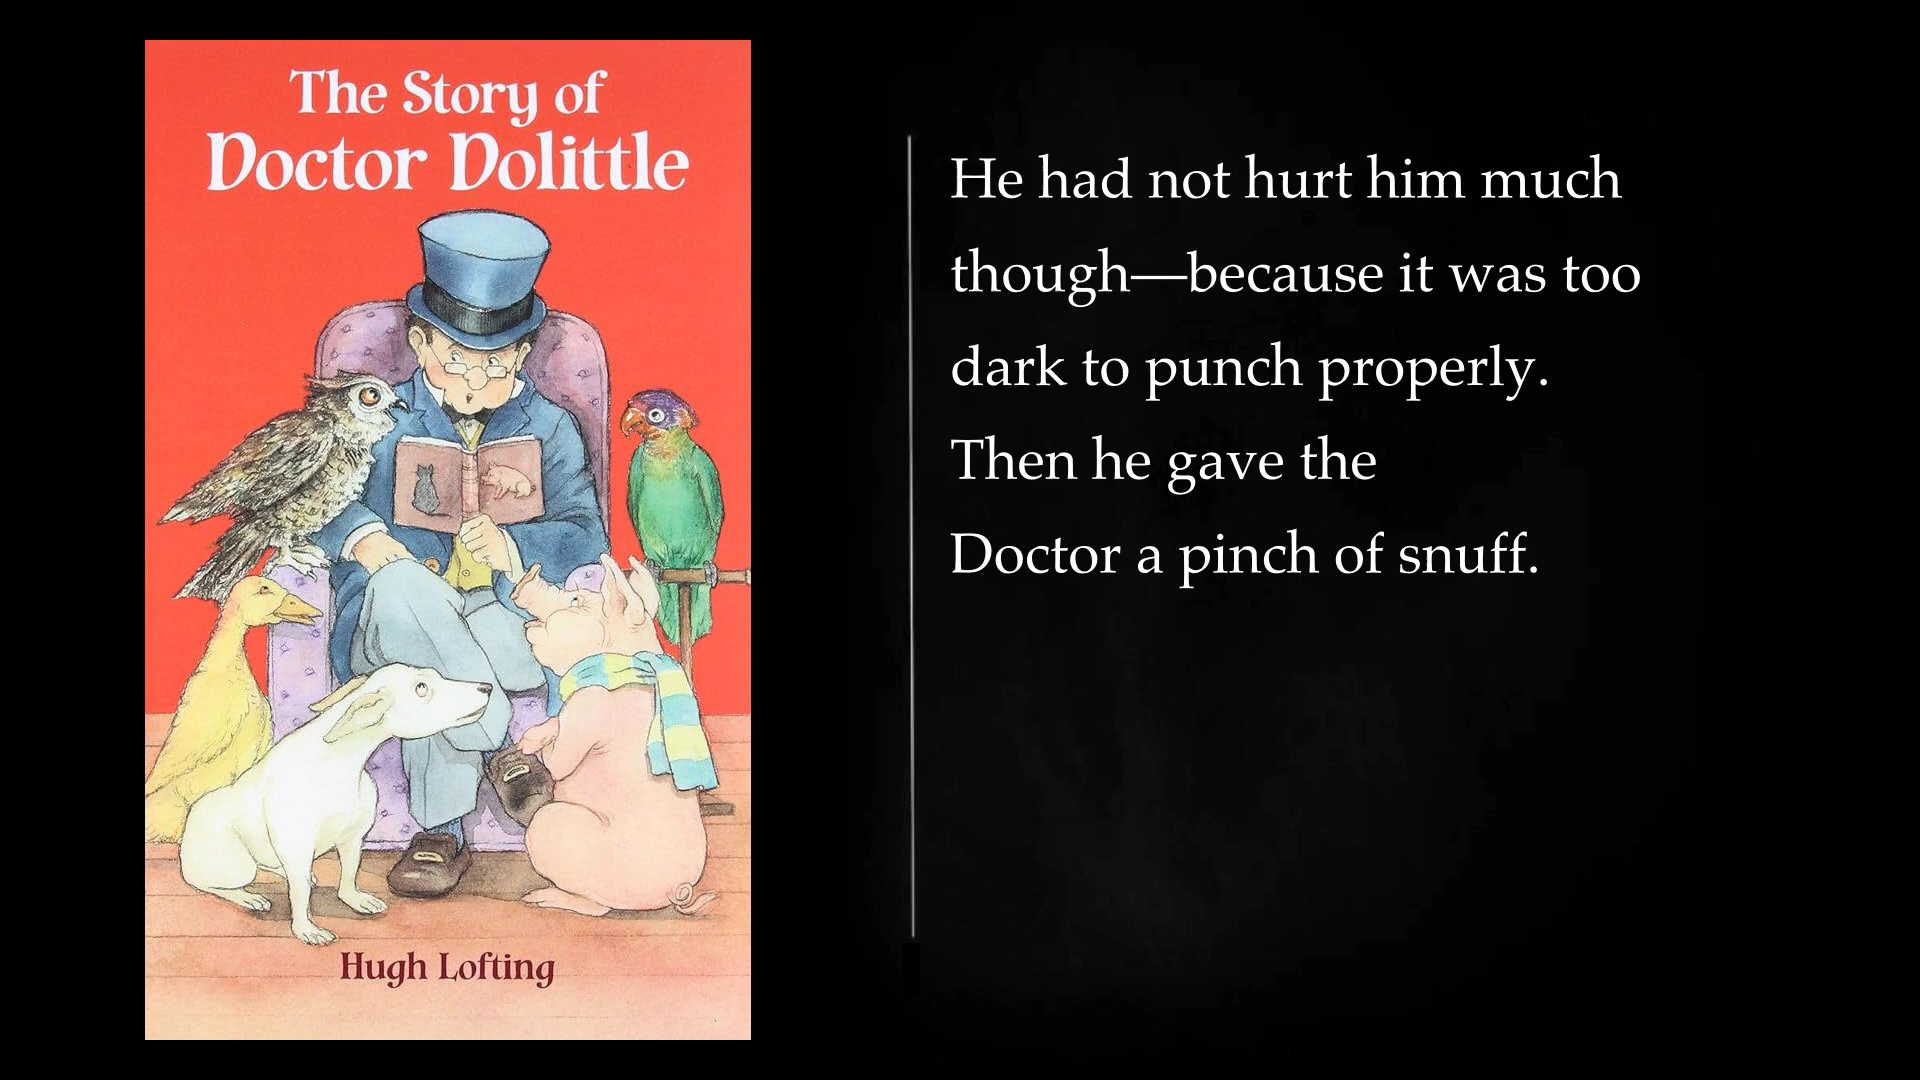 The Story of
Doctor Dolittle
Hugh Lofting
He had not hurt him much
though—because it was too
dark to punch properly.
Then he gave the
Doctor a pinch of snuff.